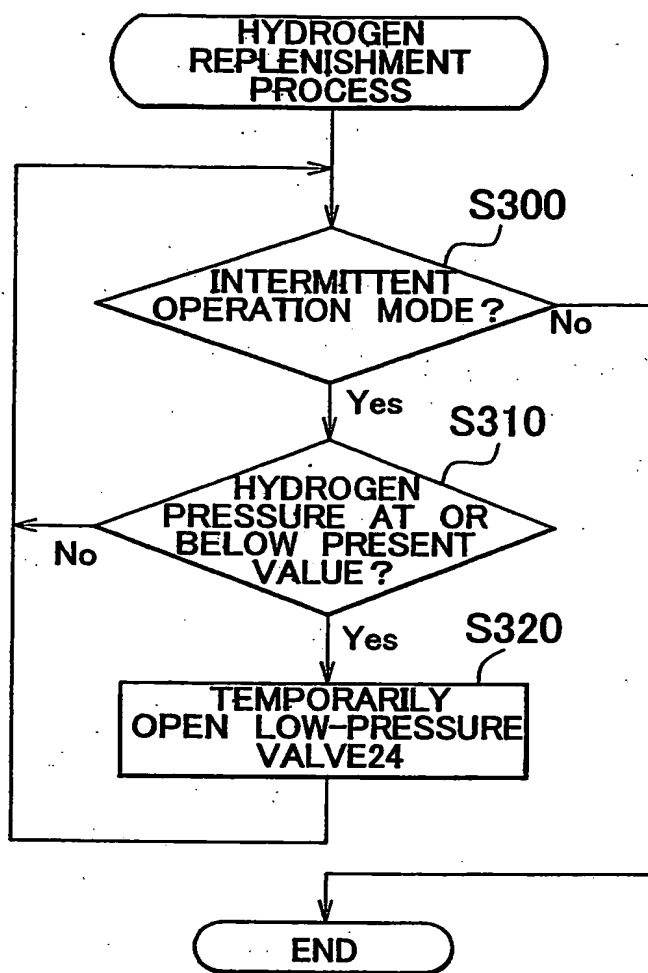 HYDROGEN
REPLENISHMENT
PROCESS
S300
INTERMITTENT
OPERATION MODE?
No
Yes
S310
HYDROGEN
PRESSURE AT OR
BELOW PRESENT
VALUE?
No
Yes
S320
TEMPORARILY
OPEN LOW-PRESSURE
VALVE24
END